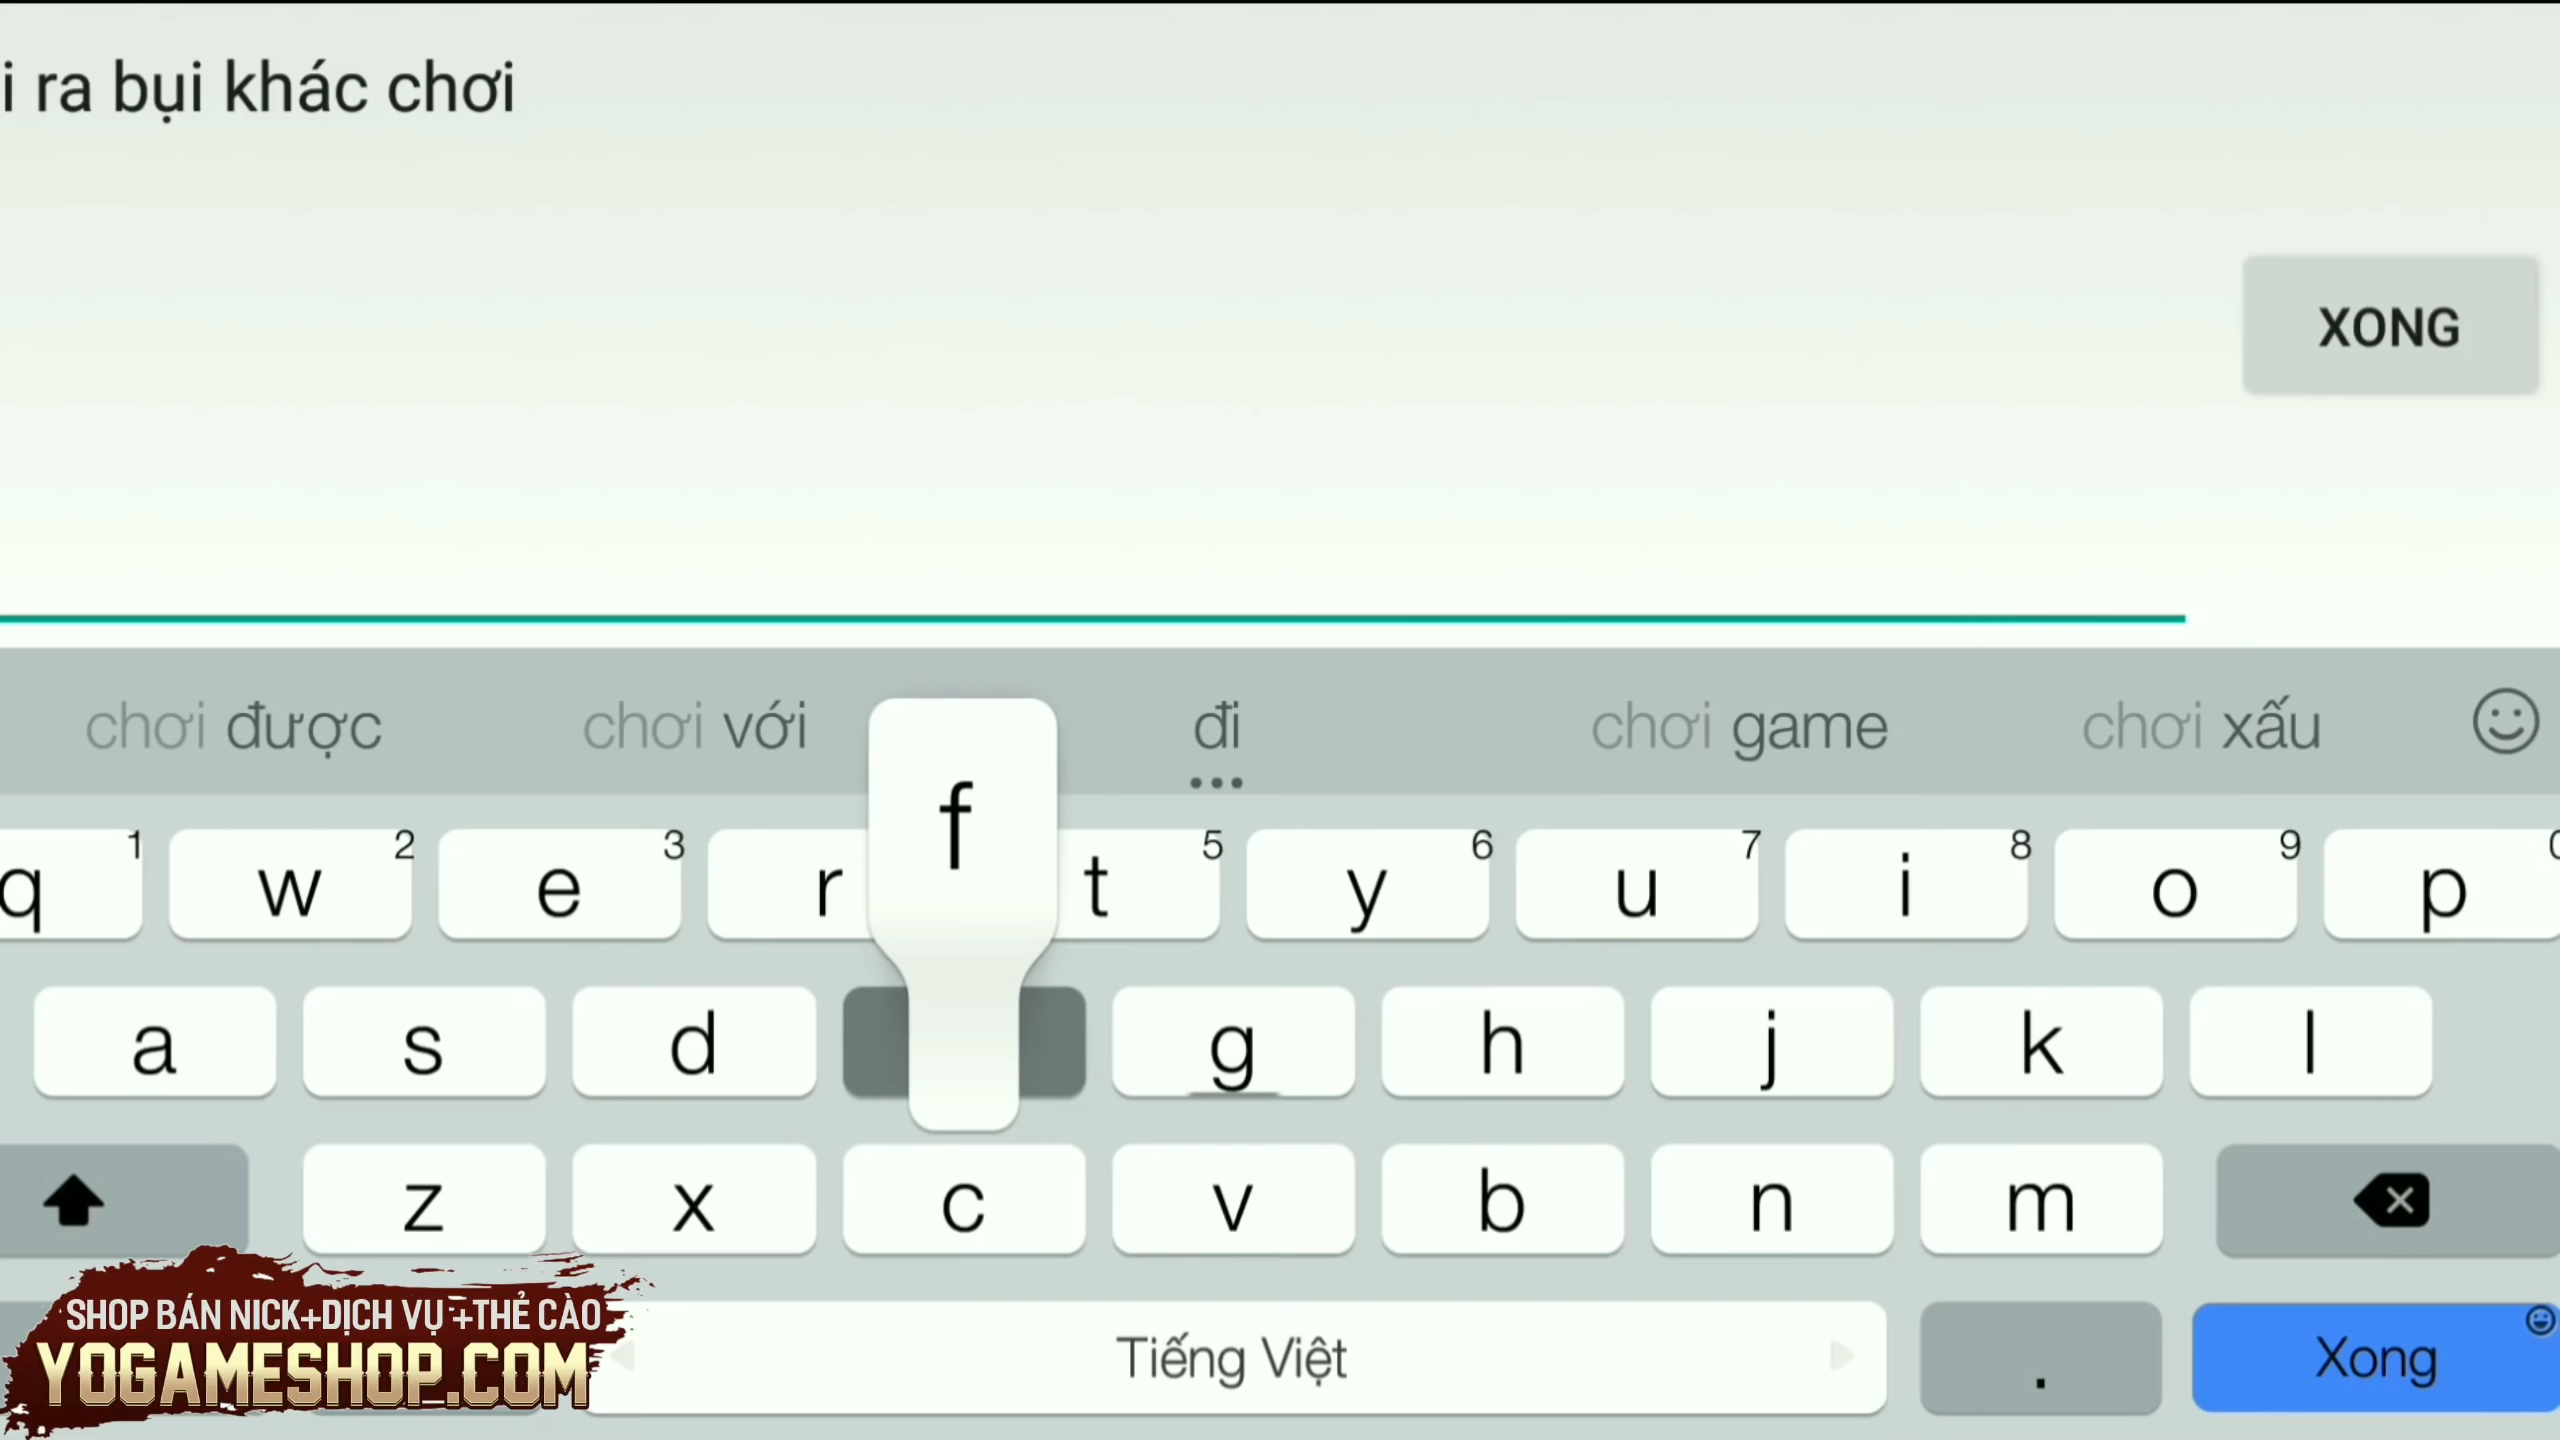 i ra bụi khác chơi
XONG
chơi được chơi với đi chơi game chơi xấu
1 2 3 5 6 7 8 9 0
q w e r f t y u i o p
a s d g h j k l
z x c v b n m
Tiếng Việt . Xong
SHOP BÁN NICK+DỊCH VỤ+THẺ CÀO
YOGAMESHOP.COM